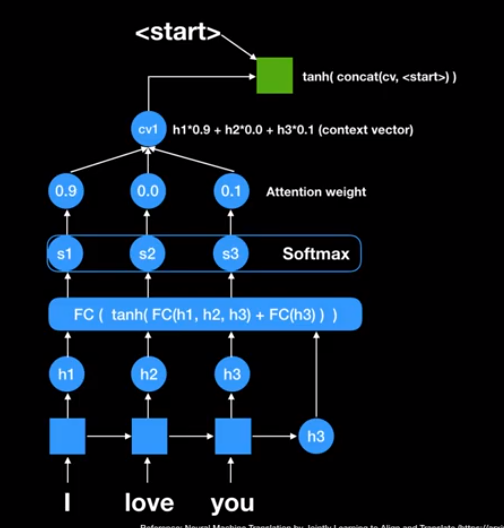 <start>
tanh( concat(cv, <start>) )
cv1
h1*0.9 + h2*0.0 + h3*0.1 (context vector)
0.9 0.0 0.1 Attention weight
s1 s2 s3 Softmax
FC ( tanh( FC(h1, h2, h3) + FC(h3) ) )
h1 h2 h3
h3
I love you
Reference: Neural Machine Translation by Jointly Learning to Align and Translate (https://